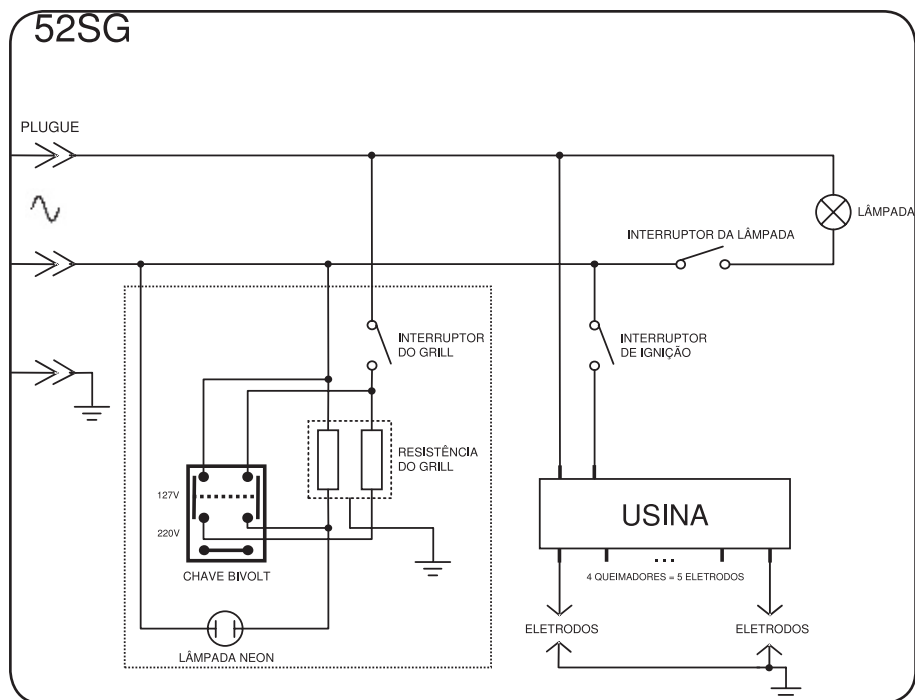 52SG
PLUGUE
LÂMPADA
INTERRUPTOR DA LÂMPADA
INTERRUPTOR
DO GRILL
INTERRUPTOR
DE IGNIÇÃO
RESISTÊNCIA
DO GRILL
127V
220V
CHAVE BIVOLT
USINA
...
4 QUEIMADORES = 5 ELETRODOS
ELETRODOS
ELETRODOS
LÂMPADA NEON